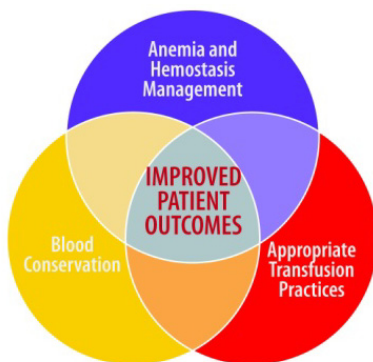 Anemia and
Hemostasis
Management
IMPROVED
PATIENT
OUTCOMES
Blood
Conservation
Appropriate
Transfusion
Practices